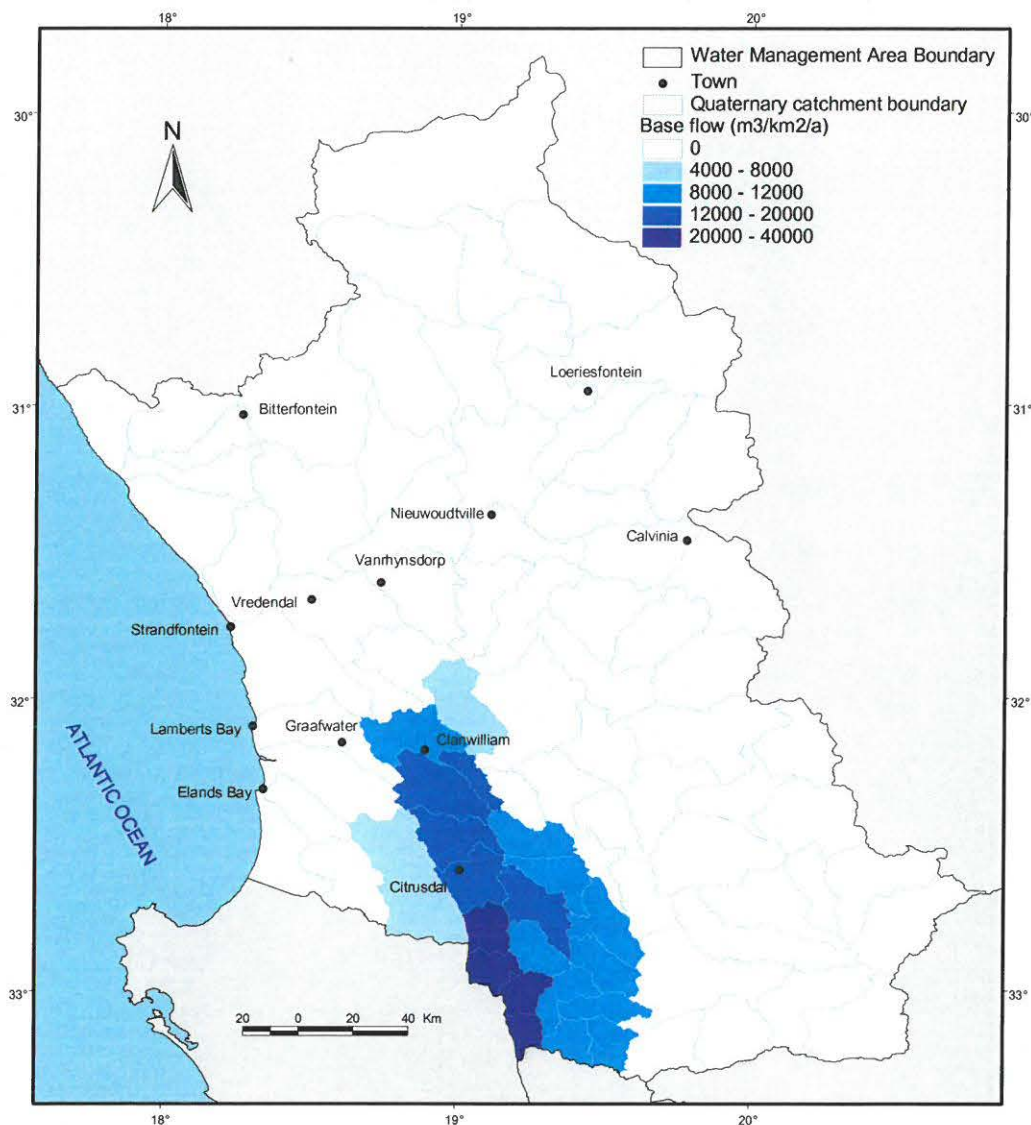 18°
19°
20°
Water Management Area Boundary
Town
Quaternary catchment boundary
Base flow (m3/km2/a)
0
4000 - 8000
8000 - 12000
12000 - 20000
20000 - 40000
30°
30°
N
Loeriesfontein
31°
31°
Bitterfontein
Nieuwoudtville
Calvinia
Vanrhynsdorp
Vredendal
Strandfontein
32°
32°
Lamberts Bay
Graafwater
Clanwilliam
Elands Bay
ATLANTIC OCEAN
Citrusdal
33°
33°
20 0 20 40 Km
18°
19°
20°